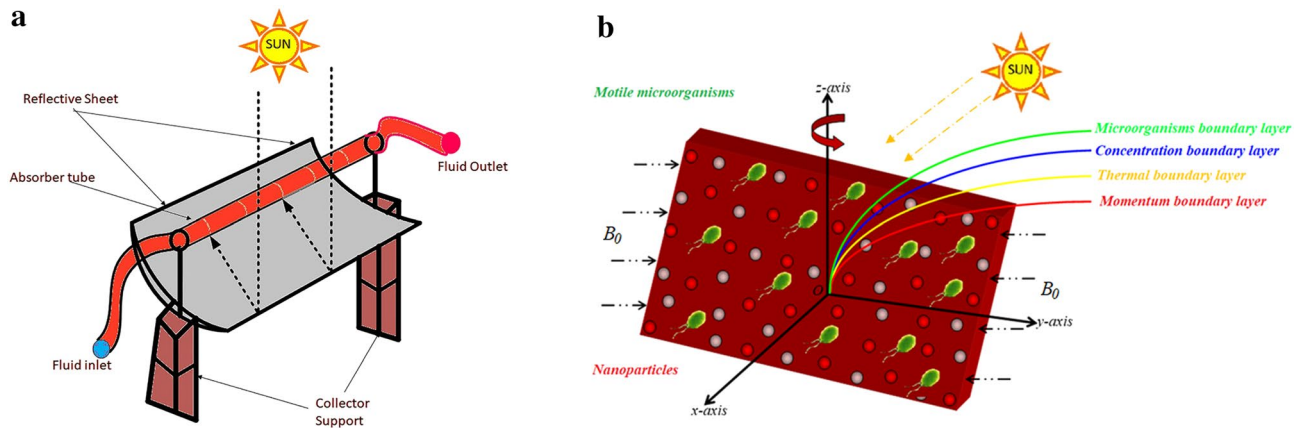 a
SUN
Reflective Sheet
Absorber tube
Fluid Outlet
Fluid inlet
Collector
Support
b
SUN
Motile microorganisms
z-axis
Microorganisms boundary layer
Concentration boundary layer
Thermal boundary layer
Momentum boundary layer
B0
B0
O
y-axis
Nanoparticles
x-axis